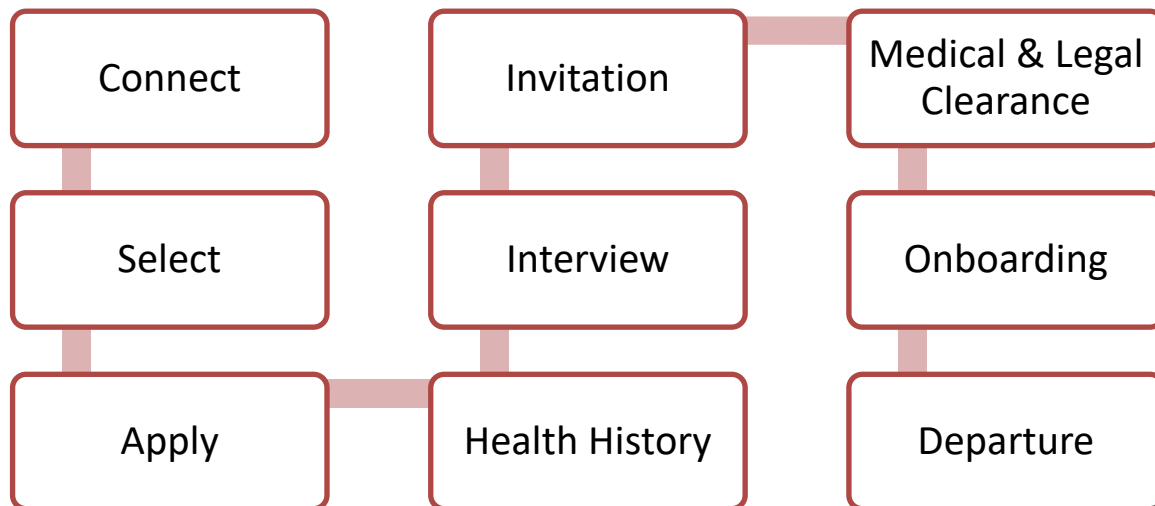 Connect
Select
Apply
Health History
Interview
Invitation
Medical & Legal
Clearance
Onboarding
Departure